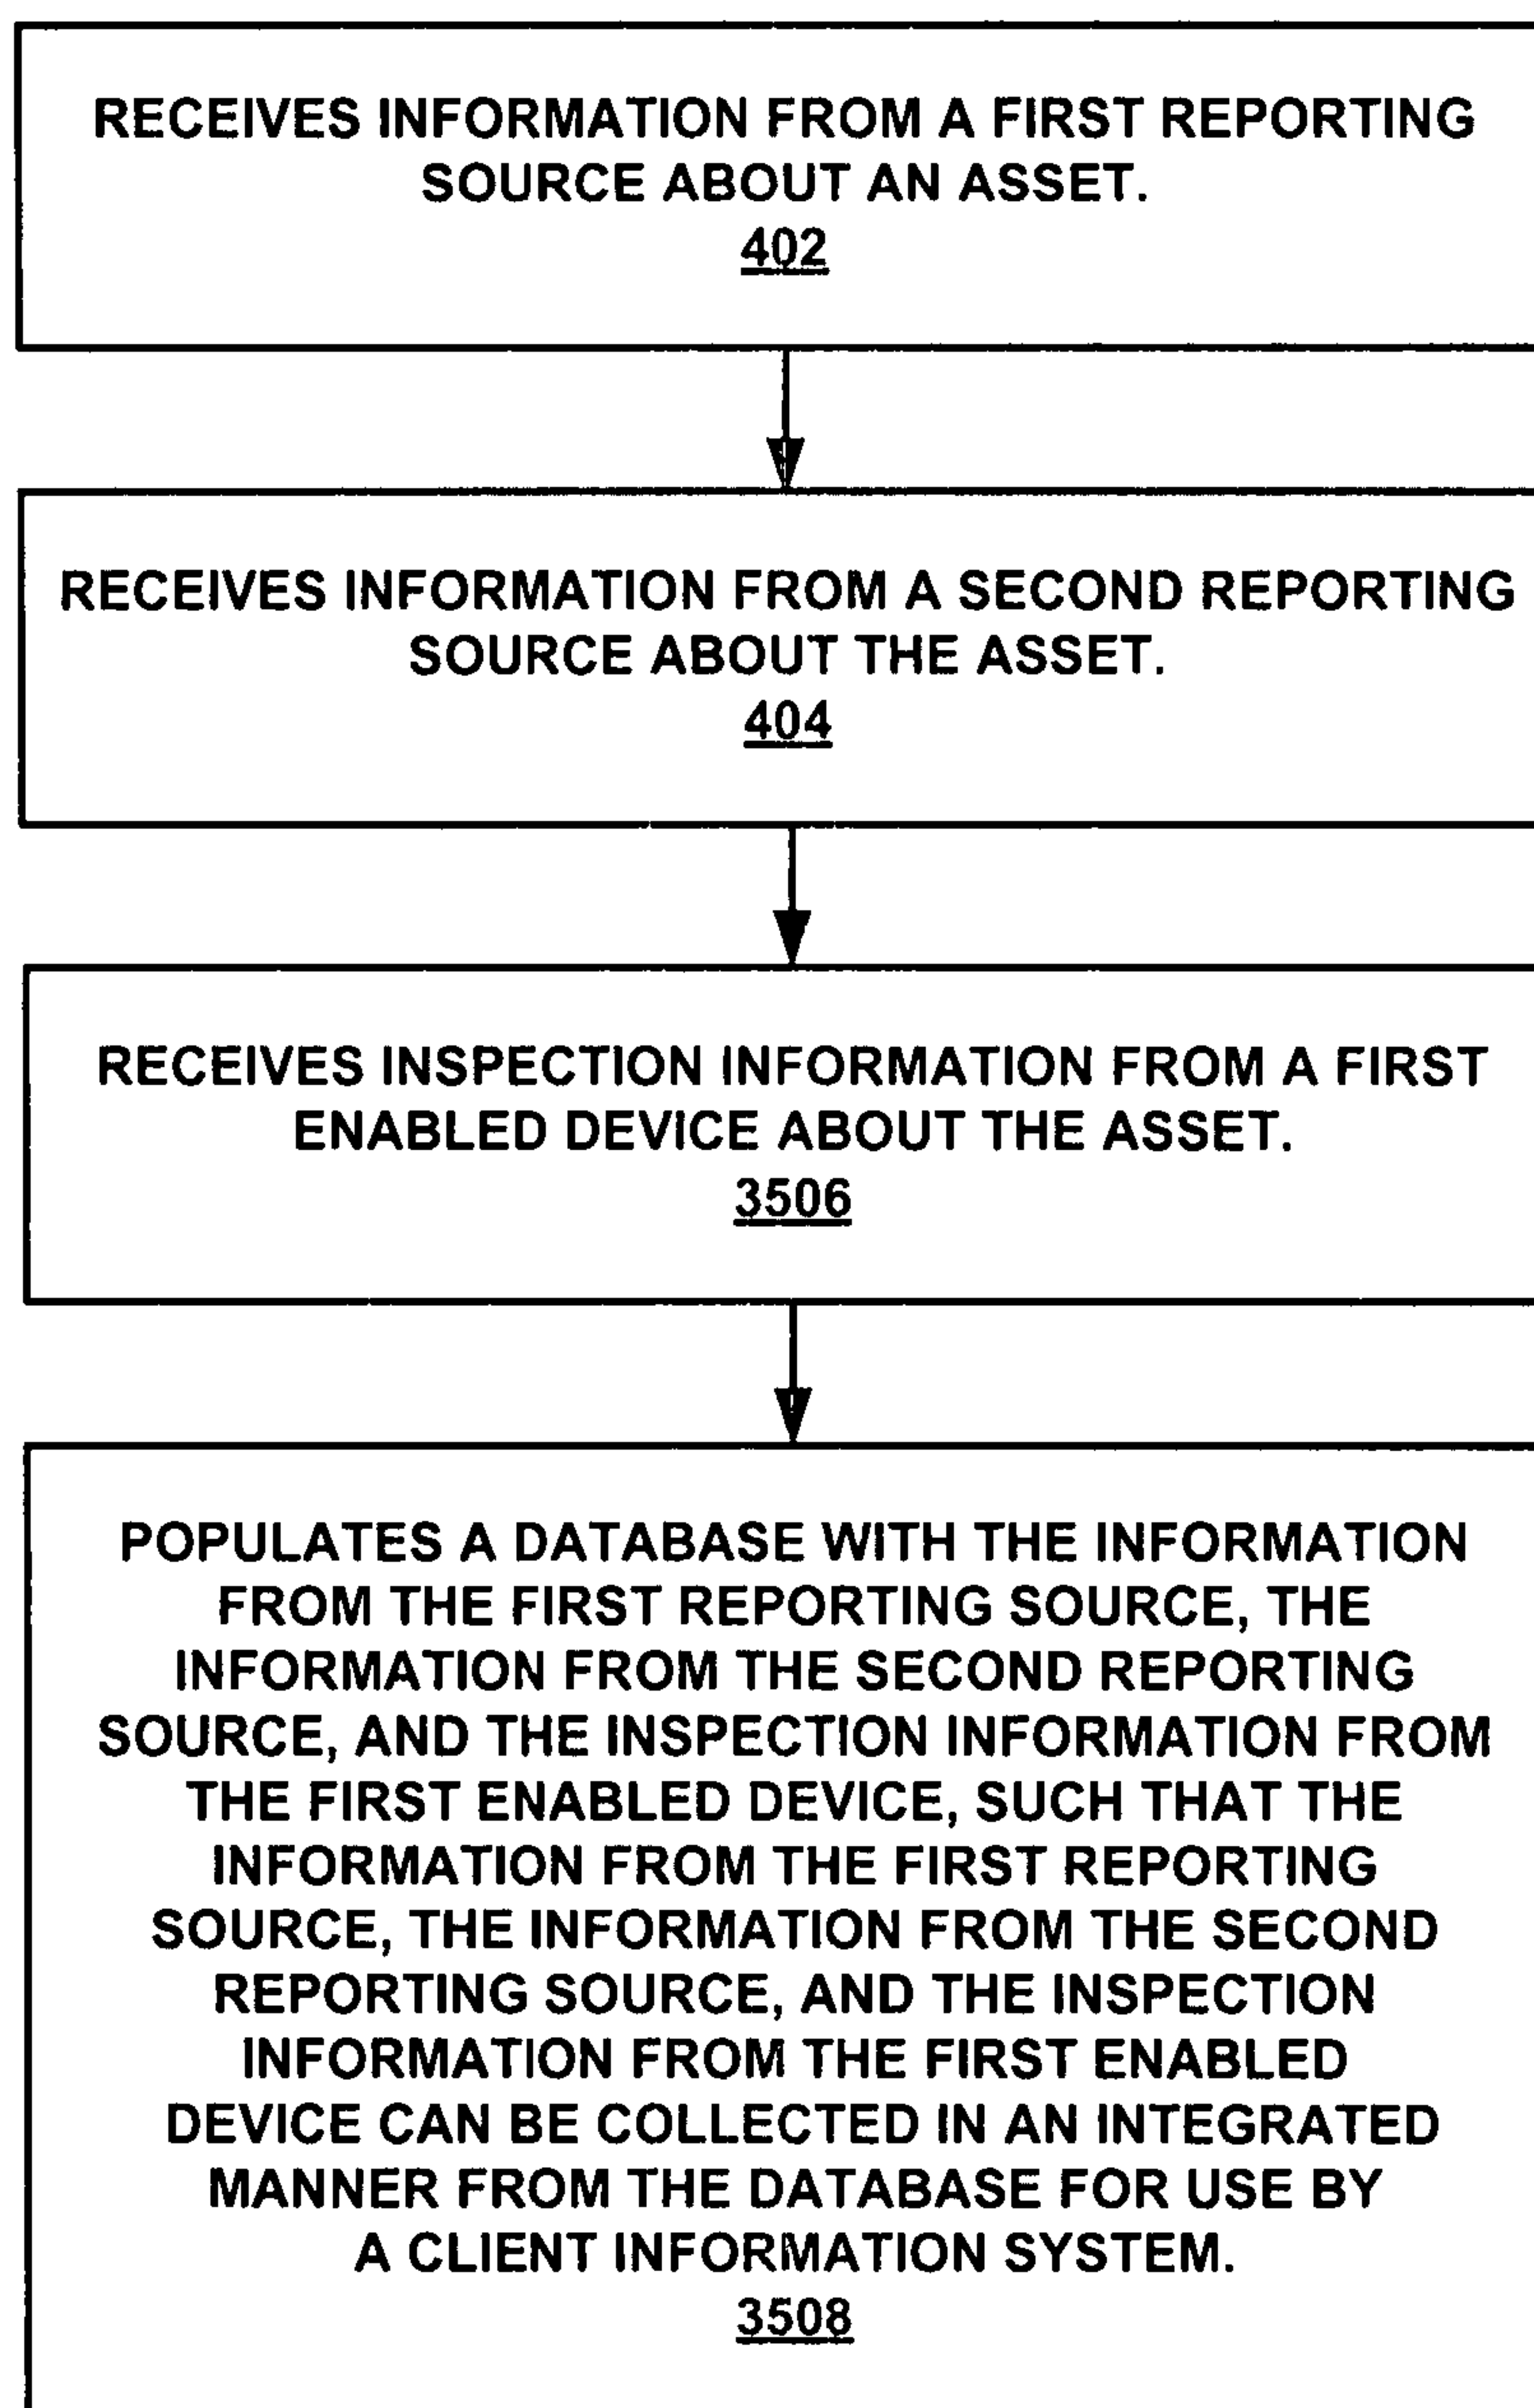 RECEIVES INFORMATION FROM A FIRST REPORTING
SOURCE ABOUT AN ASSET.
402
RECEIVES INFORMATION FROM A SECOND REPORTING
SOURCE ABOUT THE ASSET.
404
RECEIVES INSPECTION INFORMATION FROM A FIRST
ENABLED DEVICE ABOUT THE ASSET.
3506
POPULATES A DATABASE WITH THE INFORMATION
FROM THE FIRST REPORTING SOURCE, THE
INFORMATION FROM THE SECOND REPORTING
SOURCE, AND THE INSPECTION INFORMATION FROM
THE FIRST ENABLED DEVICE, SUCH THAT THE
INFORMATION FROM THE FIRST REPORTING
SOURCE, THE INFORMATION FROM THE SECOND
REPORTING SOURCE, AND THE INSPECTION
INFORMATION FROM THE FIRST ENABLED
DEVICE CAN BE COLLECTED IN AN INTEGRATED
MANNER FROM THE DATABASE FOR USE BY
A CLIENT INFORMATION SYSTEM.
3508